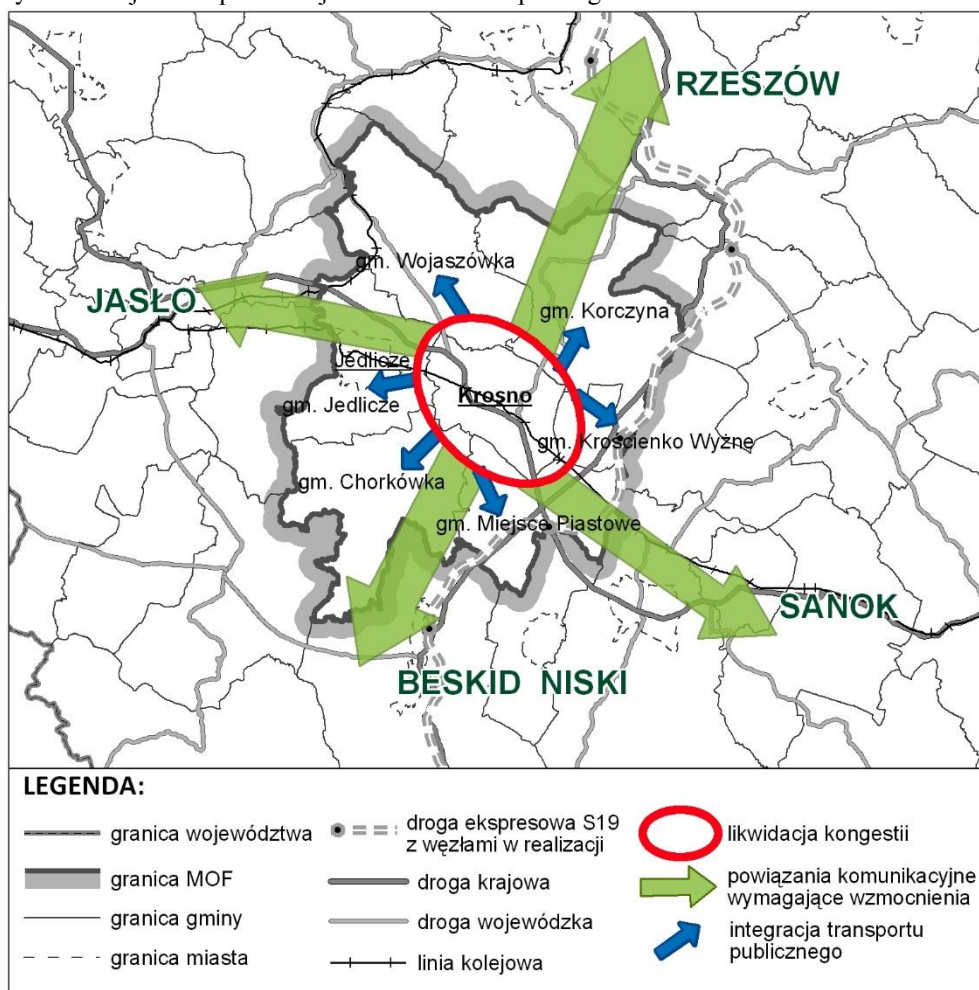 RZESZÓW
gm. Wojaszówka
JASŁO
gm. Korczyna
Jedlicze
Krosno
gm. Jedlicze
gm. Krościenko Wyżne
gm. Chorkówka
gm. Miejsce Piastowe
SANOK
BESKID NISKI
LEGENDA:
granica województwa
granica MOF
granica gminy
granica miasta
droga ekspresowa S19
z węzłami w realizacji
droga krajowa
droga wojewódzka
linia kolejowa
likwidacja kongestii
powiązania komunikacyjne
wymagające wzmocnienia
integracja transportu
publicznego